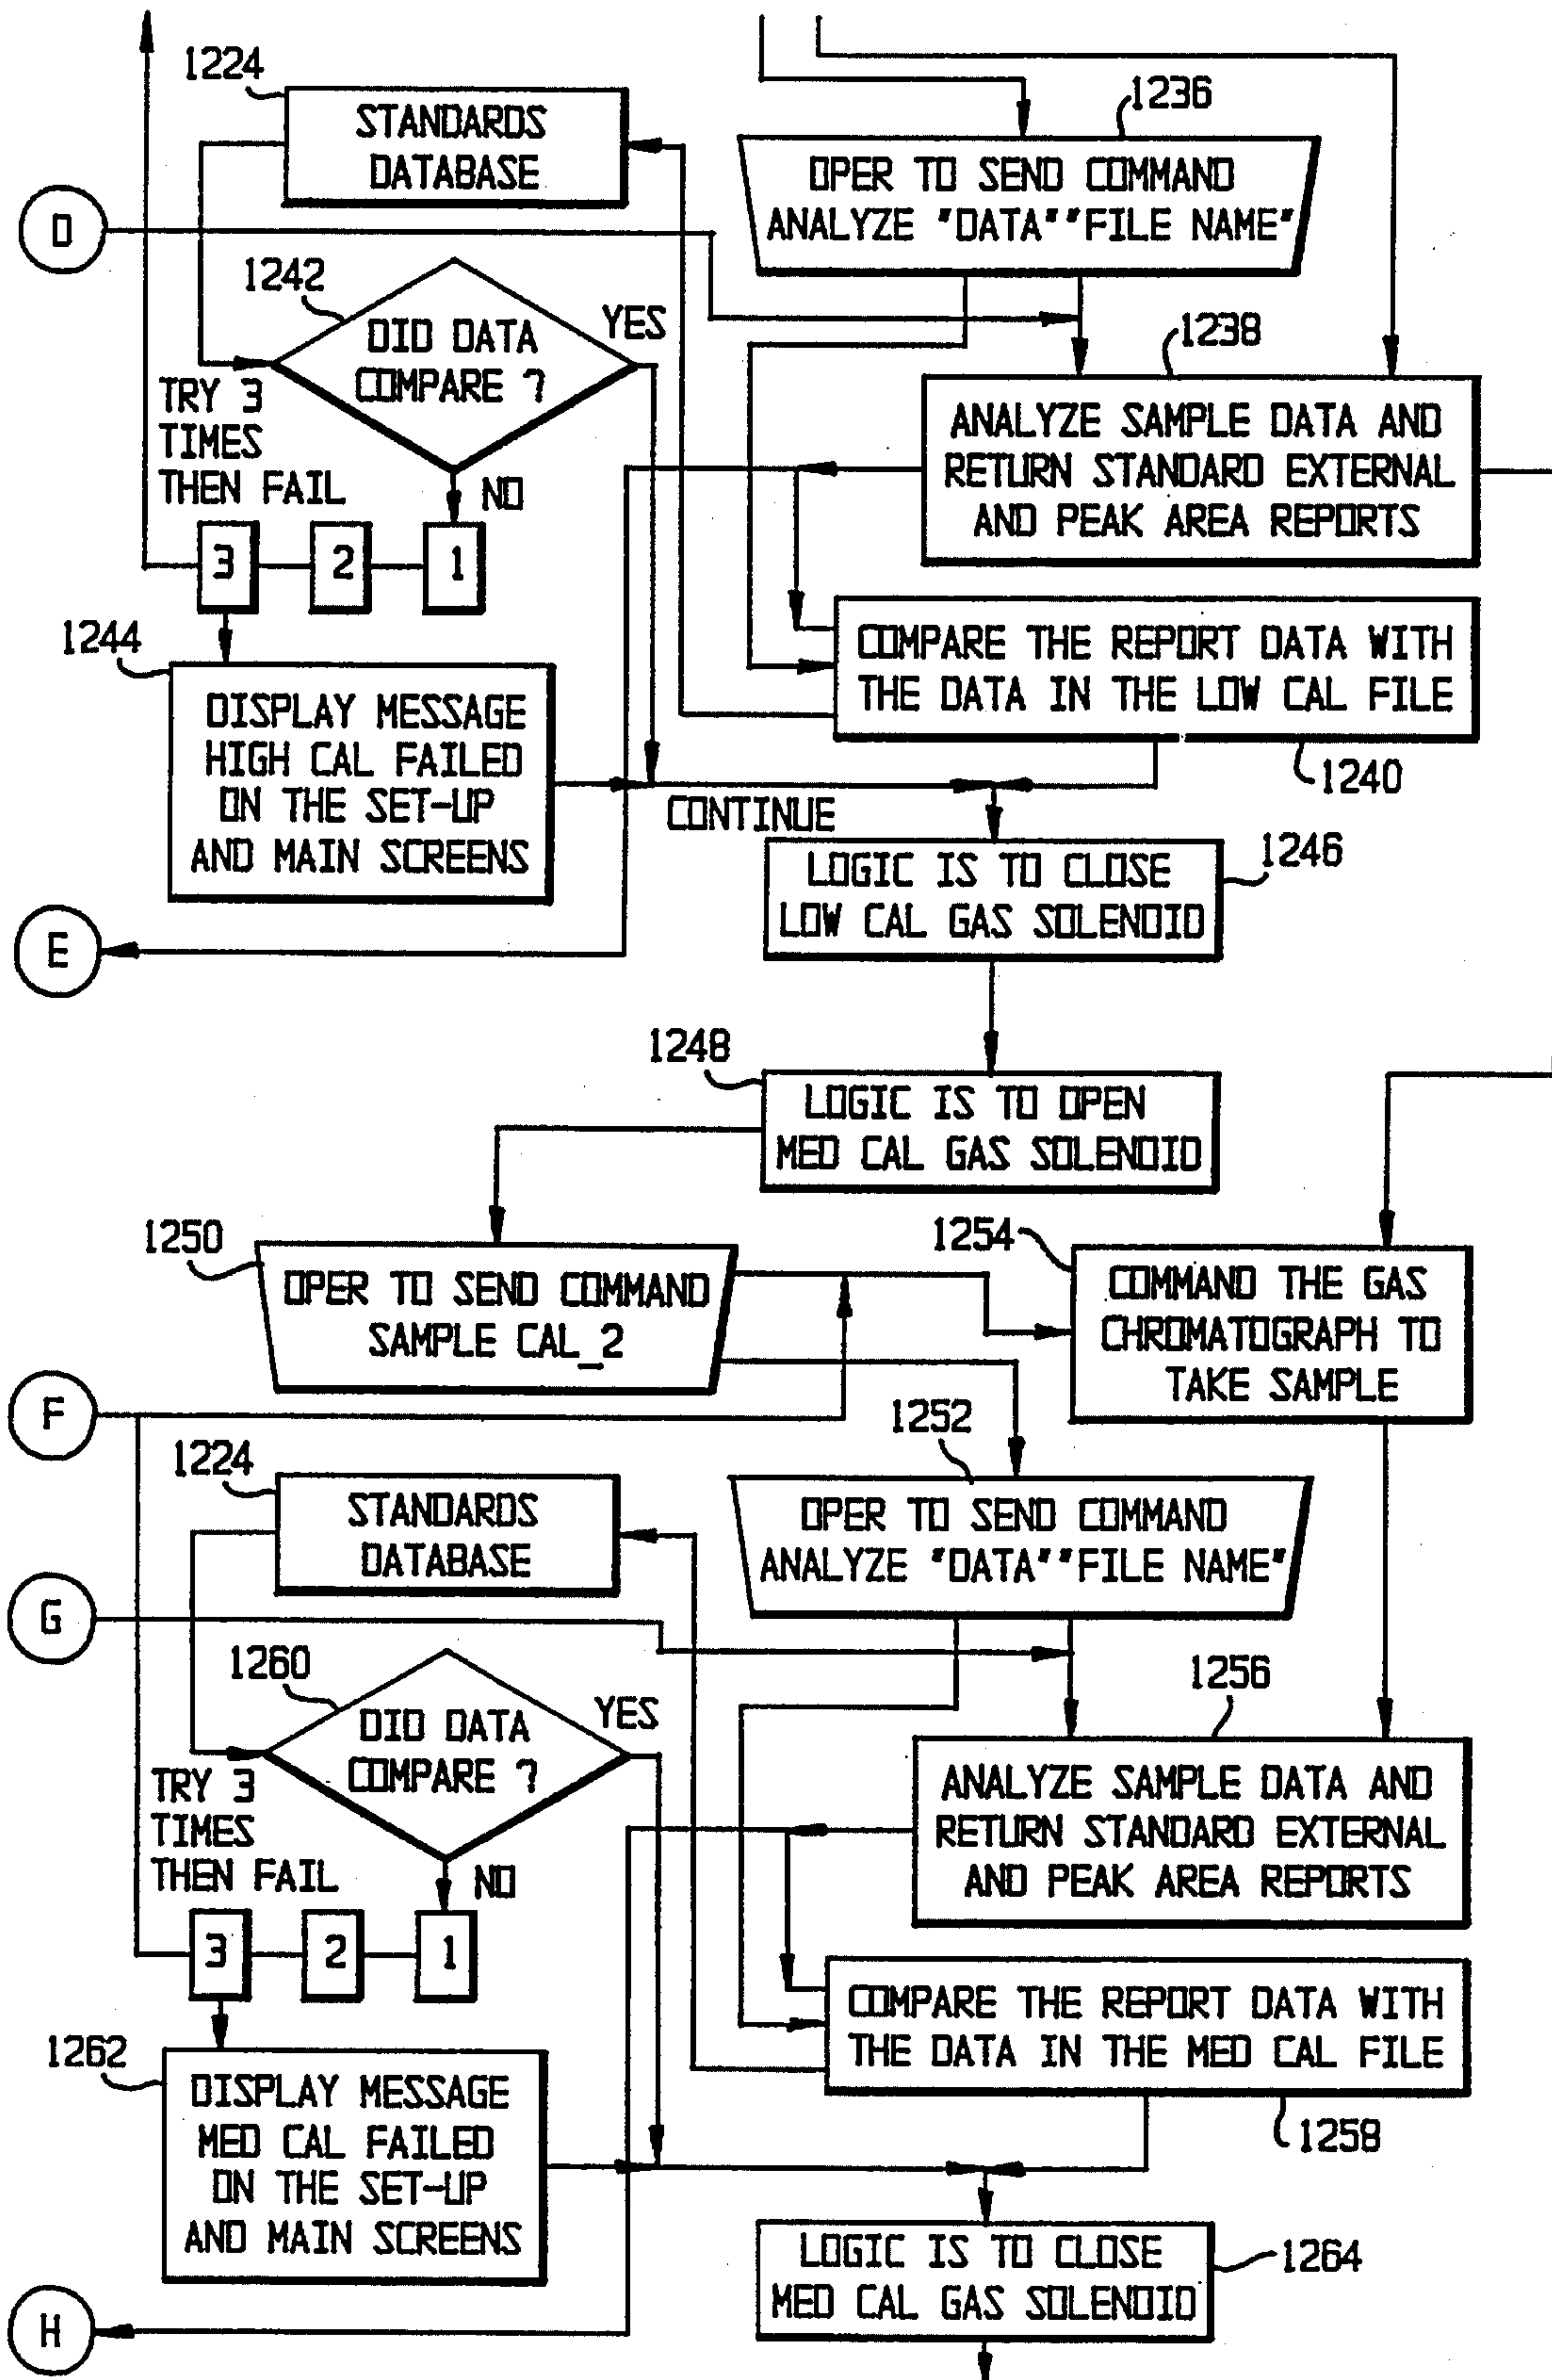 1224
STANDARDS
DATABASE
1236
OPER TO SEND COMMAND
ANALYZE "DATA" "FILE NAME"
D
1242
DID DATA
COMPARE ?
YES
NO
TRY 3
TIMES
THEN FAIL
3
2
1
1238
ANALYZE SAMPLE DATA AND
RETURN STANDARD EXTERNAL
AND PEAK AREA REPORTS
1244
DISPLAY MESSAGE
HIGH CAL FAILED
ON THE SET-UP
AND MAIN SCREENS
COMPARE THE REPORT DATA WITH
THE DATA IN THE LOW CAL FILE
1240
CONTINUE
LOGIC IS TO CLOSE
LOW CAL GAS SOLENOID
1246
E
1248
LOGIC IS TO OPEN
MED CAL GAS SOLENOID
1250
OPER TO SEND COMMAND
SAMPLE CAL_2
1254
COMMAND THE GAS
CHROMATOGRAPH TO
TAKE SAMPLE
F
1224
STANDARDS
DATABASE
1252
OPER TO SEND COMMAND
ANALYZE "DATA" "FILE NAME"
G
1260
DID DATA
COMPARE ?
YES
NO
TRY 3
TIMES
THEN FAIL
3
2
1
1256
ANALYZE SAMPLE DATA AND
RETURN STANDARD EXTERNAL
AND PEAK AREA REPORTS
1262
DISPLAY MESSAGE
MED CAL FAILED
ON THE SET-UP
AND MAIN SCREENS
COMPARE THE REPORT DATA WITH
THE DATA IN THE MED CAL FILE
1258
LOGIC IS TO CLOSE
MED CAL GAS SOLENOID
1264
H